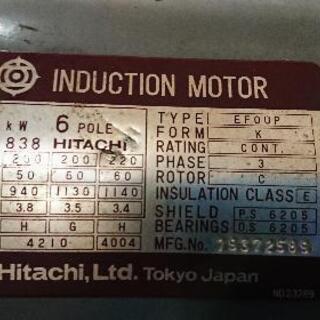 INDUCTION MOTOR
kW 6 POLE
838 HITACHI
200 200 220
50 60 60
940 1130 1140
3.8 3.5 3.4
H G H
4210 4004
TYPE EFOUP
FORM K
RATING CONT.
PHASE 3
ROTOR C
INSULATION CLASS E
SHIELD P.S 6205
BEARINGS O.S 6205
MFG.No.
Hitachi, Ltd. Tokyo Japan